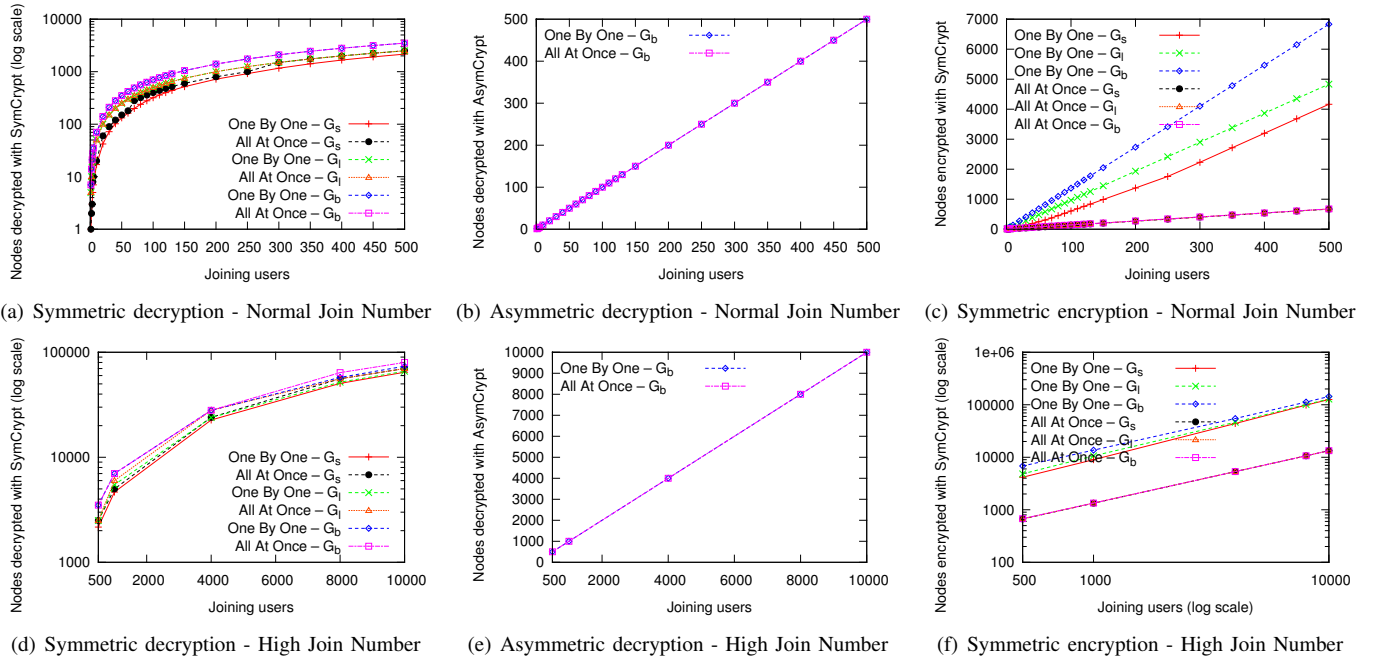 Nodes decrypted with SymCrypt (log scale)
10000
1000
100
10
1
One By One – Gs
All At Once – Gs
One By One – Gl
All At Once – Gl
One By One – Gb
All At Once – Gb
0 50 100 150 200 250 300 350 400 450 500
Joining users
(a) Symmetric decryption - Normal Join Number
Nodes decrypted with AsymCrypt
500
400
300
200
100
0
One By One – Gb
All At Once – Gb
0 50 100 150 200 250 300 350 400 450 500
Joining users
(b) Asymmetric decryption - Normal Join Number
Nodes encrypted with SymCrypt
7000
6000
5000
4000
3000
2000
1000
0
One By One – Gs
One By One – Gl
One By One – Gb
All At Once – Gs
All At Once – Gl
All At Once – Gb
0 100 200 300 400 500
Joining users
(c) Symmetric encryption - Normal Join Number
Nodes decrypted with SymCrypt (log scale)
100000
10000
1000
One By One – Gs
All At Once – Gs
One By One – Gl
All At Once – Gl
One By One – Gb
All At Once – Gb
500 2000 4000 6000 8000 10000
Joining users
(d) Symmetric decryption - High Join Number
Nodes decrypted with AsymCrypt
10000
9000
8000
7000
6000
5000
4000
3000
2000
1000
0
One By One – Gb
All At Once – Gb
500 2000 4000 6000 8000 10000
Joining users
(e) Asymmetric decryption - High Join Number
Nodes encrypted with SymCrypt (log scale)
1e+06
100000
10000
1000
100
One By One – Gs
One By One – Gl
One By One – Gb
All At Once – Gs
All At Once – Gl
All At Once – Gb
500 1000 10000
Joining users (log scale)
(f) Symmetric encryption - High Join Number